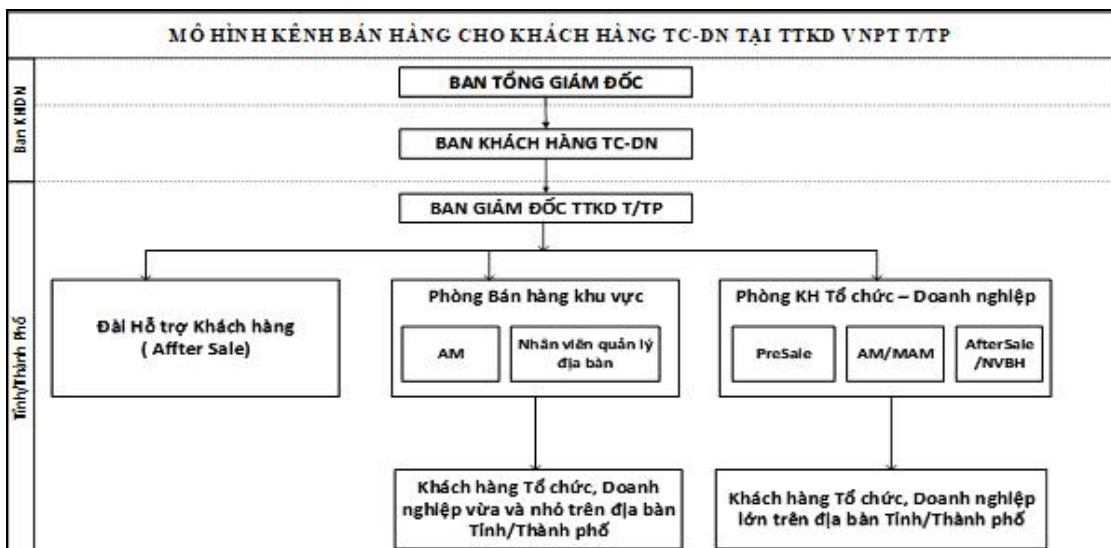 MÔ HÌNH KÊNH BÁN HÀNG CHO KHÁCH HÀNG TC-DN TẠI TTKD VNPT T/TP
Ban KHDN
BAN TỔNG GIÁM ĐỐC
BAN KHÁCH HÀNG TC-DN
Tỉnh/Thành Phố
BAN GIÁM ĐỐC TTKD T/TP
Đài Hỗ trợ Khách hàng
( Affter Sale)
Phòng Bán hàng khu vực
AM
Nhân viên quản lý
địa bàn
Phòng KH Tổ chức – Doanh nghiệp
PreSale
AM/MAM
AfterSale
/NVBH
Khách hàng Tổ chức, Doanh
nghiệp vừa và nhỏ trên địa bàn
Tỉnh/Thành phố
Khách hàng Tổ chức, Doanh nghiệp
lớn trên địa bàn Tỉnh/Thành phố